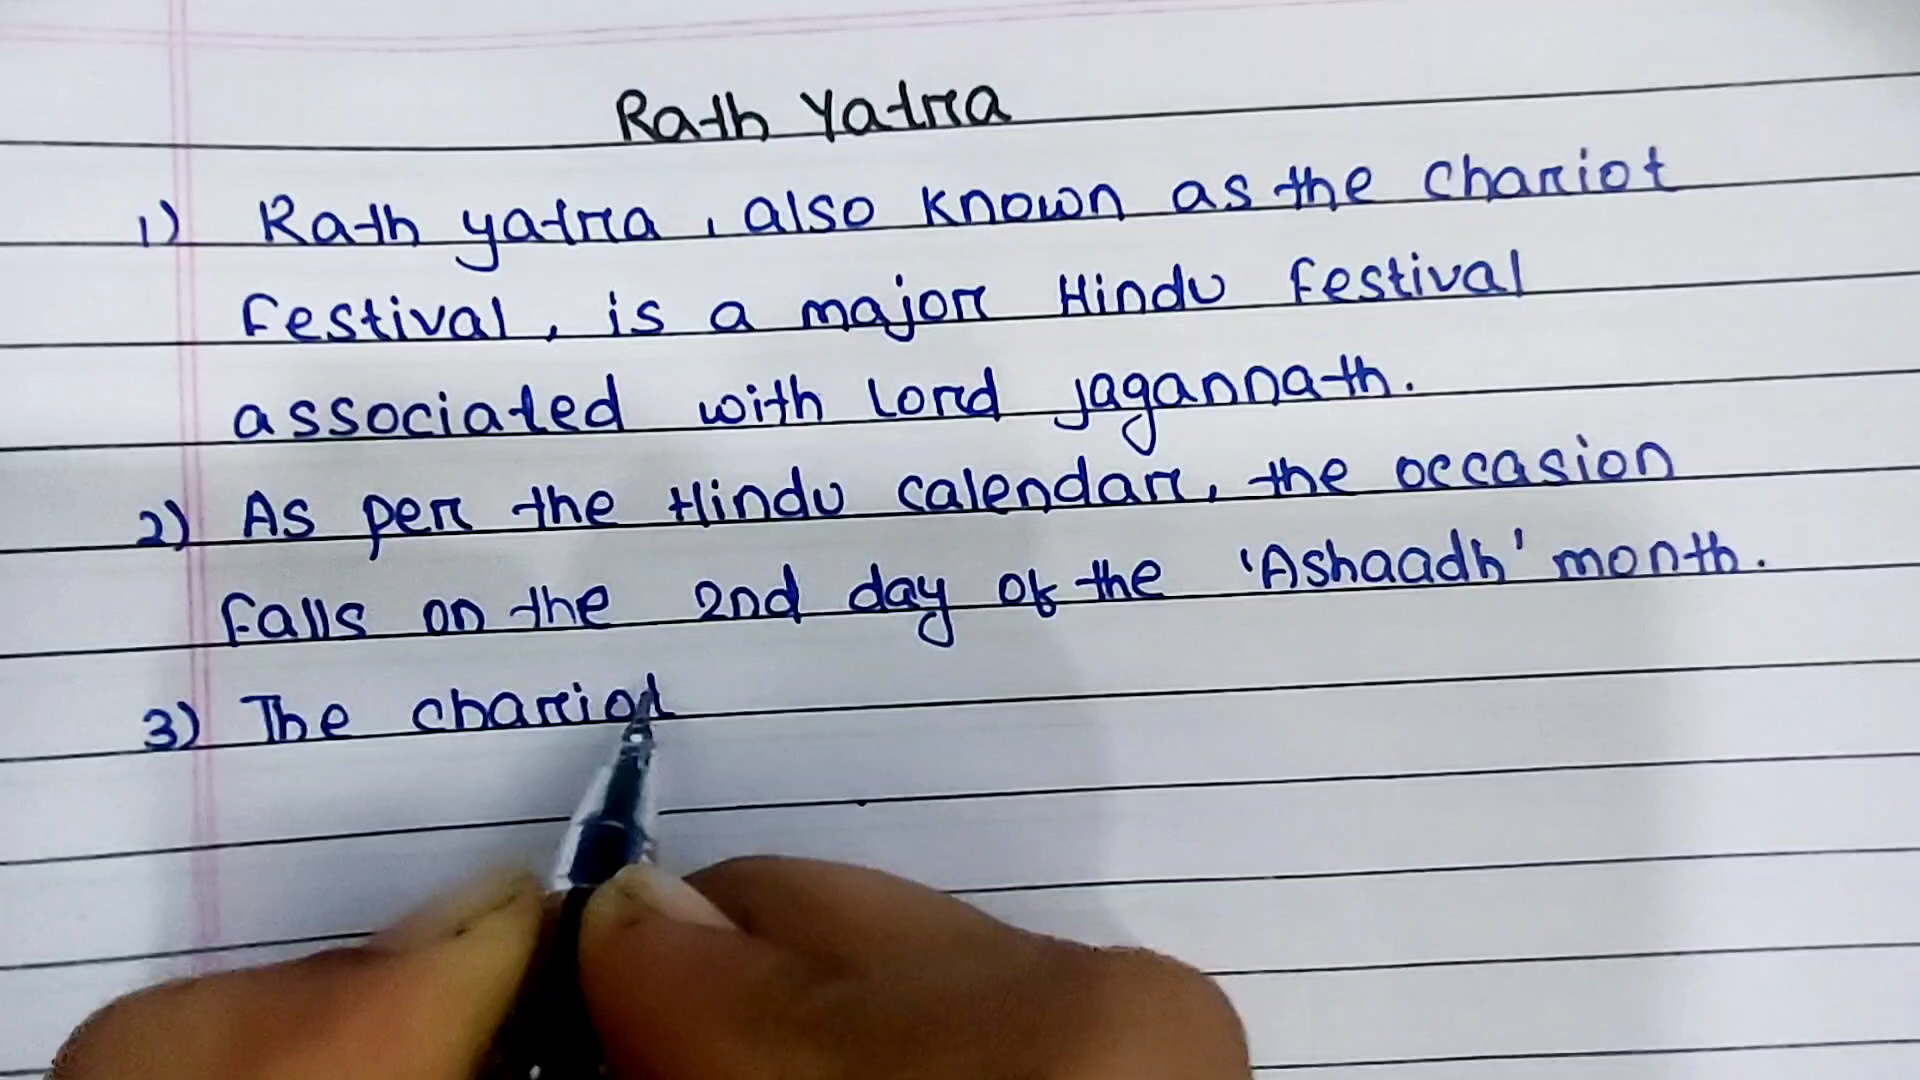 Rath Yatra
1) Rath yatra, also known as the Chariot
Festival, is a major Hindu Festival
associated with Lord jagannath.
2) As per the Hindu calendar, the occasion
Falls on the 2nd day of the 'Ashaadh' month.
3) The chariot